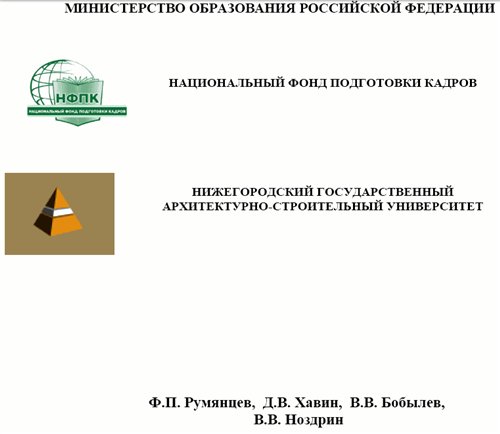 МИНИСТЕРСТВО ОБРАЗОВАНИЯ РОССИЙСКОЙ ФЕДЕРАЦИИ
НФПК
НАЦИОНАЛЬНЫЙ ФОНД ПОДГОТОВКИ КАДРОВ
НАЦИОНАЛЬНЫЙ ФОНД ПОДГОТОВКИ КАДРОВ
НИЖЕГОРОДСКИЙ ГОСУДАРСТВЕННЫЙ
АРХИТЕКТУРНО-СТРОИТЕЛЬНЫЙ УНИВЕРСИТЕТ
Ф.П. Румянцев, Д.В. Хавин, В.В. Бобылев,
В.В. Ноздрин